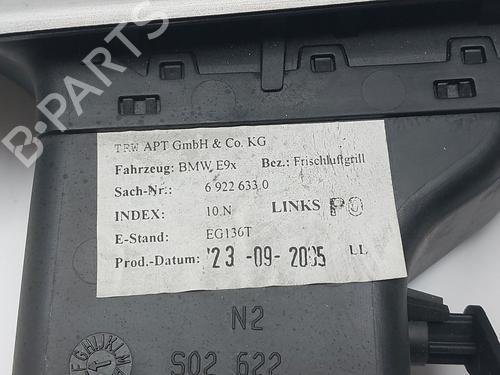 B-PARTS
TRW APT GmbH & Co. KG
Fahrzeug: BMW E9x Bez.: Frischluftgrill
Sach-Nr.: 6 922 633.0
INDEX: 10.N LINKS P0
E-Stand: EG136T
Prod.-Datum: 23 -09- 2005 LL
N2
S02 622